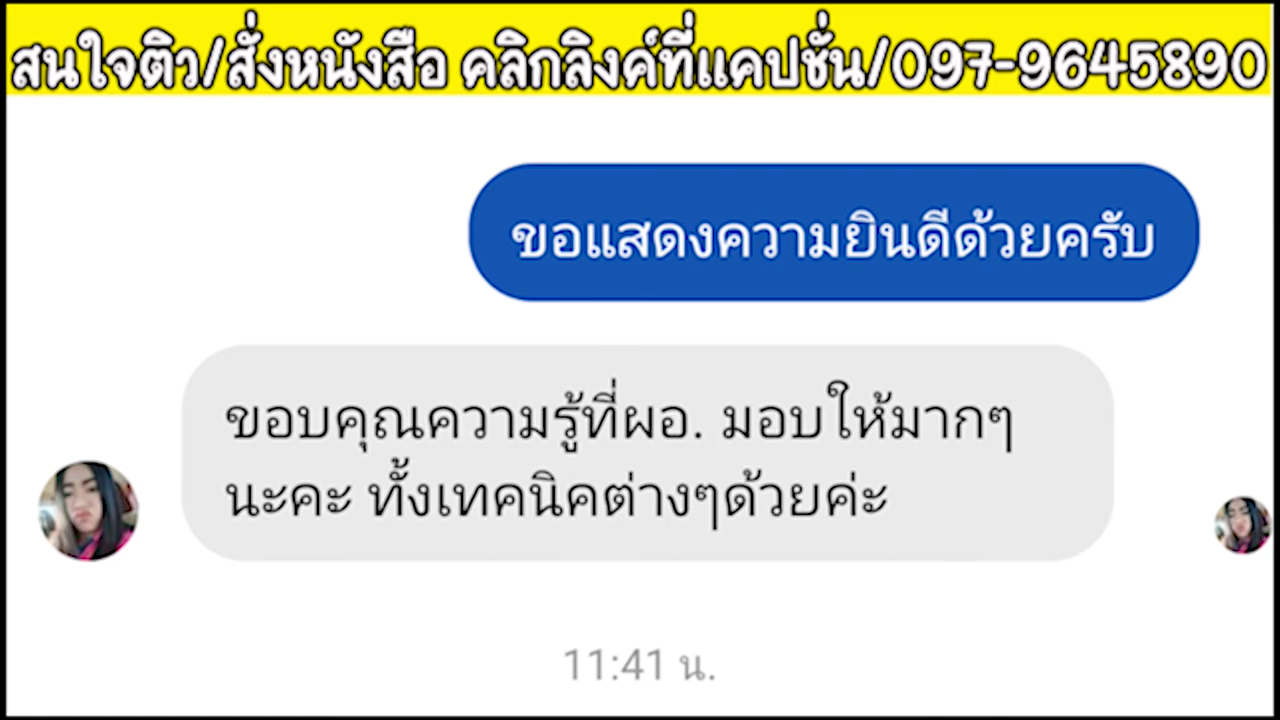 สนใจติว/สั่งหนังสือ คลิกลิงค์ที่แคปชั่น/097-9645890
ขอแสดงความยินดีด้วยครับ
ขอบคุณความรู้ที่ผอ. มอบให้มากๆ
นะคะ ทั้งเทคนิคต่างๆด้วยค่ะ
11:41 น.